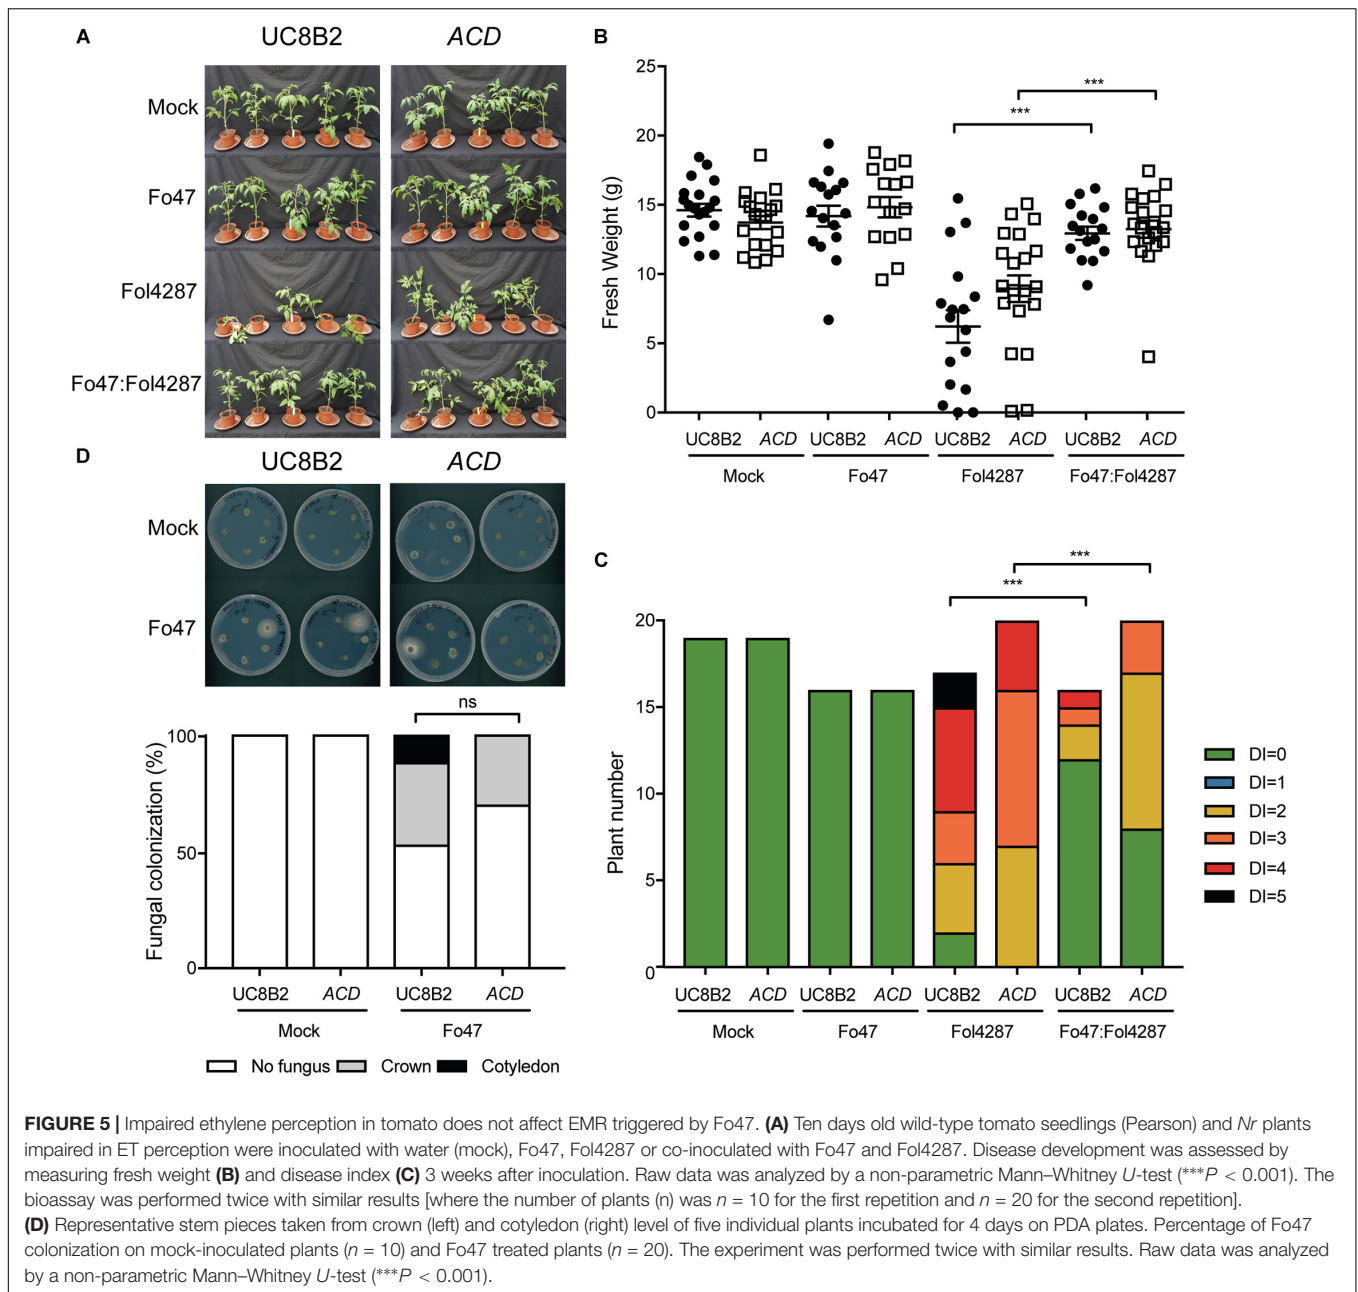 A
UC8B2
ACD
Mock
Fo47
Fol4287
Fo47:Fol4287
B
Fresh Weight (g)
25
20
15
10
5
0
***
***
UC8B2 ACD UC8B2 ACD UC8B2 ACD UC8B2 ACD
Mock Fo47 Fol4287 Fo47:Fol4287
D
UC8B2
ACD
Mock
Fo47
ns
Fungal colonization (%)
100
50
0
UC8B2 ACD UC8B2 ACD
Mock Fo47
No fungus Crown Cotyledon
C
Plant number
20
15
10
5
0
***
***
UC8B2 ACD UC8B2 ACD UC8B2 ACD UC8B2 ACD
Mock Fo47 Fol4287 Fo47:Fol4287
DI=0
DI=1
DI=2
DI=3
DI=4
DI=5
FIGURE 5 | Impaired ethylene perception in tomato does not affect EMR triggered by Fo47. (A) Ten days old wild-type tomato seedlings (Pearson) and Nr plants
impaired in ET perception were inoculated with water (mock), Fo47, Fol4287 or co-inoculated with Fo47 and Fol4287. Disease development was assessed by
measuring fresh weight (B) and disease index (C) 3 weeks after inoculation. Raw data was analyzed by a non-parametric Mann–Whitney U-test (***P < 0.001). The
bioassay was performed twice with similar results [where the number of plants (n) was n = 10 for the first repetition and n = 20 for the second repetition].
(D) Representative stem pieces taken from crown (left) and cotyledon (right) level of five individual plants incubated for 4 days on PDA plates. Percentage of Fo47
colonization on mock-inoculated plants (n = 10) and Fo47 treated plants (n = 20). The experiment was performed twice with similar results. Raw data was analyzed
by a non-parametric Mann–Whitney U-test (***P < 0.001).